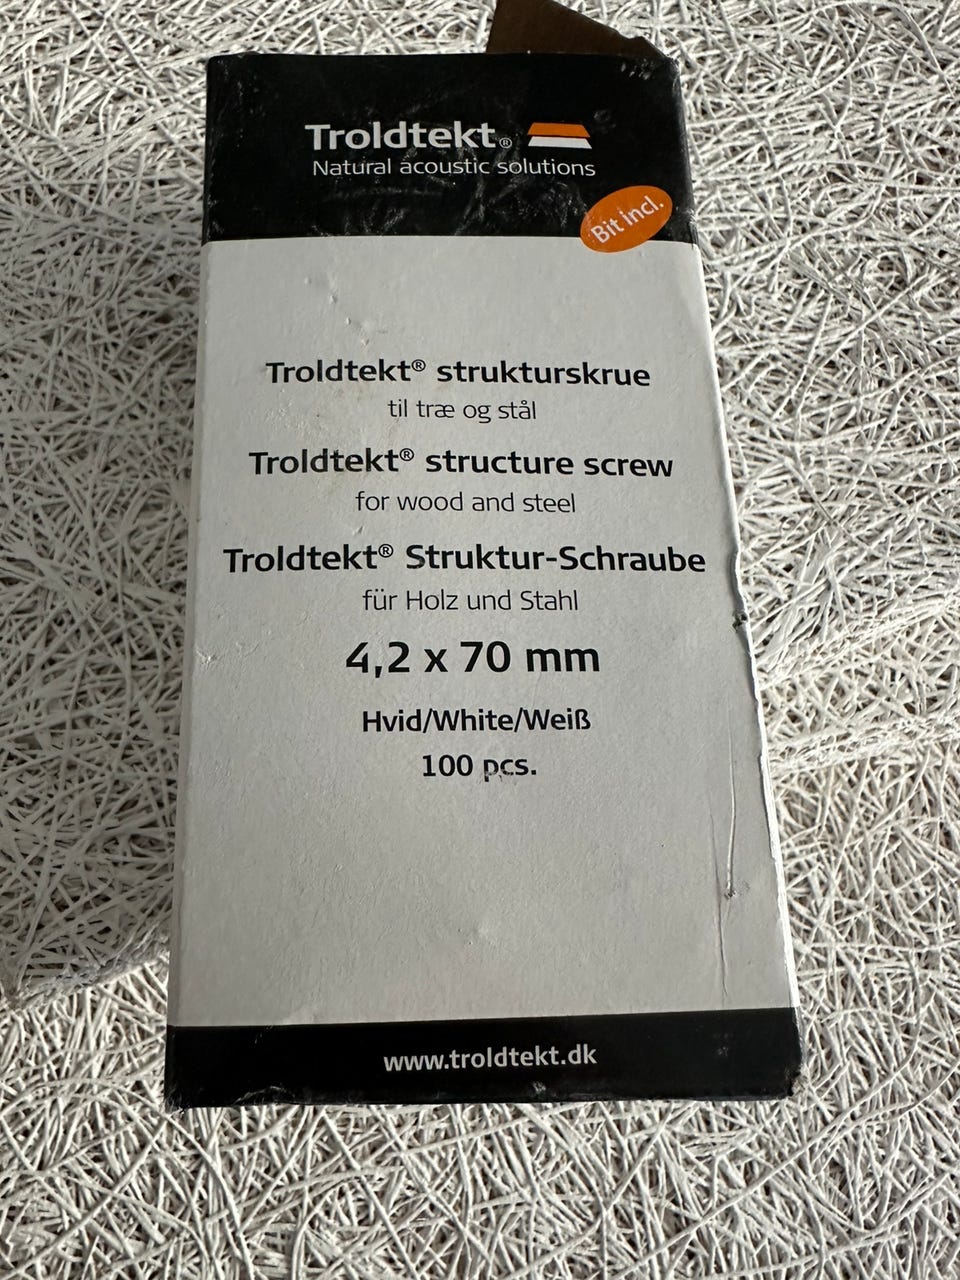 Troldtekt®
Natural acoustic solutions
Bit incl.
Troldtekt® strukturskrue
til træ og stål
Troldtekt® structure screw
for wood and steel
Troldtekt® Struktur-Schraube
für Holz und Stahl
4,2 x 70 mm
Hvid/White/Weiß
100 pcs.
www.troldtekt.dk